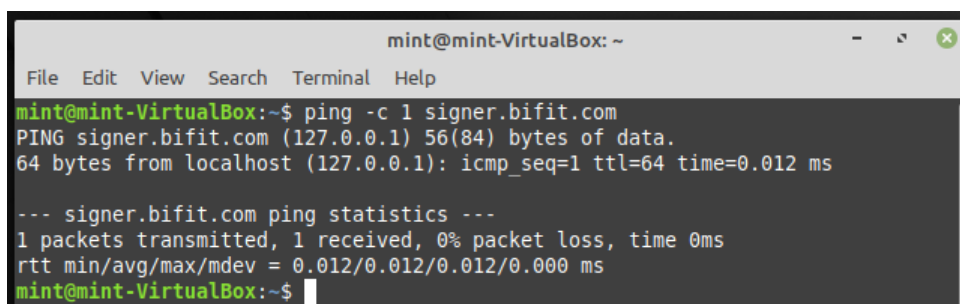 mint@mint-VirtualBox: ~
File Edit View Search Terminal Help
mint@mint-VirtualBox:~$ ping -c 1 signer.bifit.com
PING signer.bifit.com (127.0.0.1) 56(84) bytes of data.
64 bytes from localhost (127.0.0.1): icmp_seq=1 ttl=64 time=0.012 ms
--- signer.bifit.com ping statistics ---
1 packets transmitted, 1 received, 0% packet loss, time 0ms
rtt min/avg/max/mdev = 0.012/0.012/0.012/0.000 ms
mint@mint-VirtualBox:~$